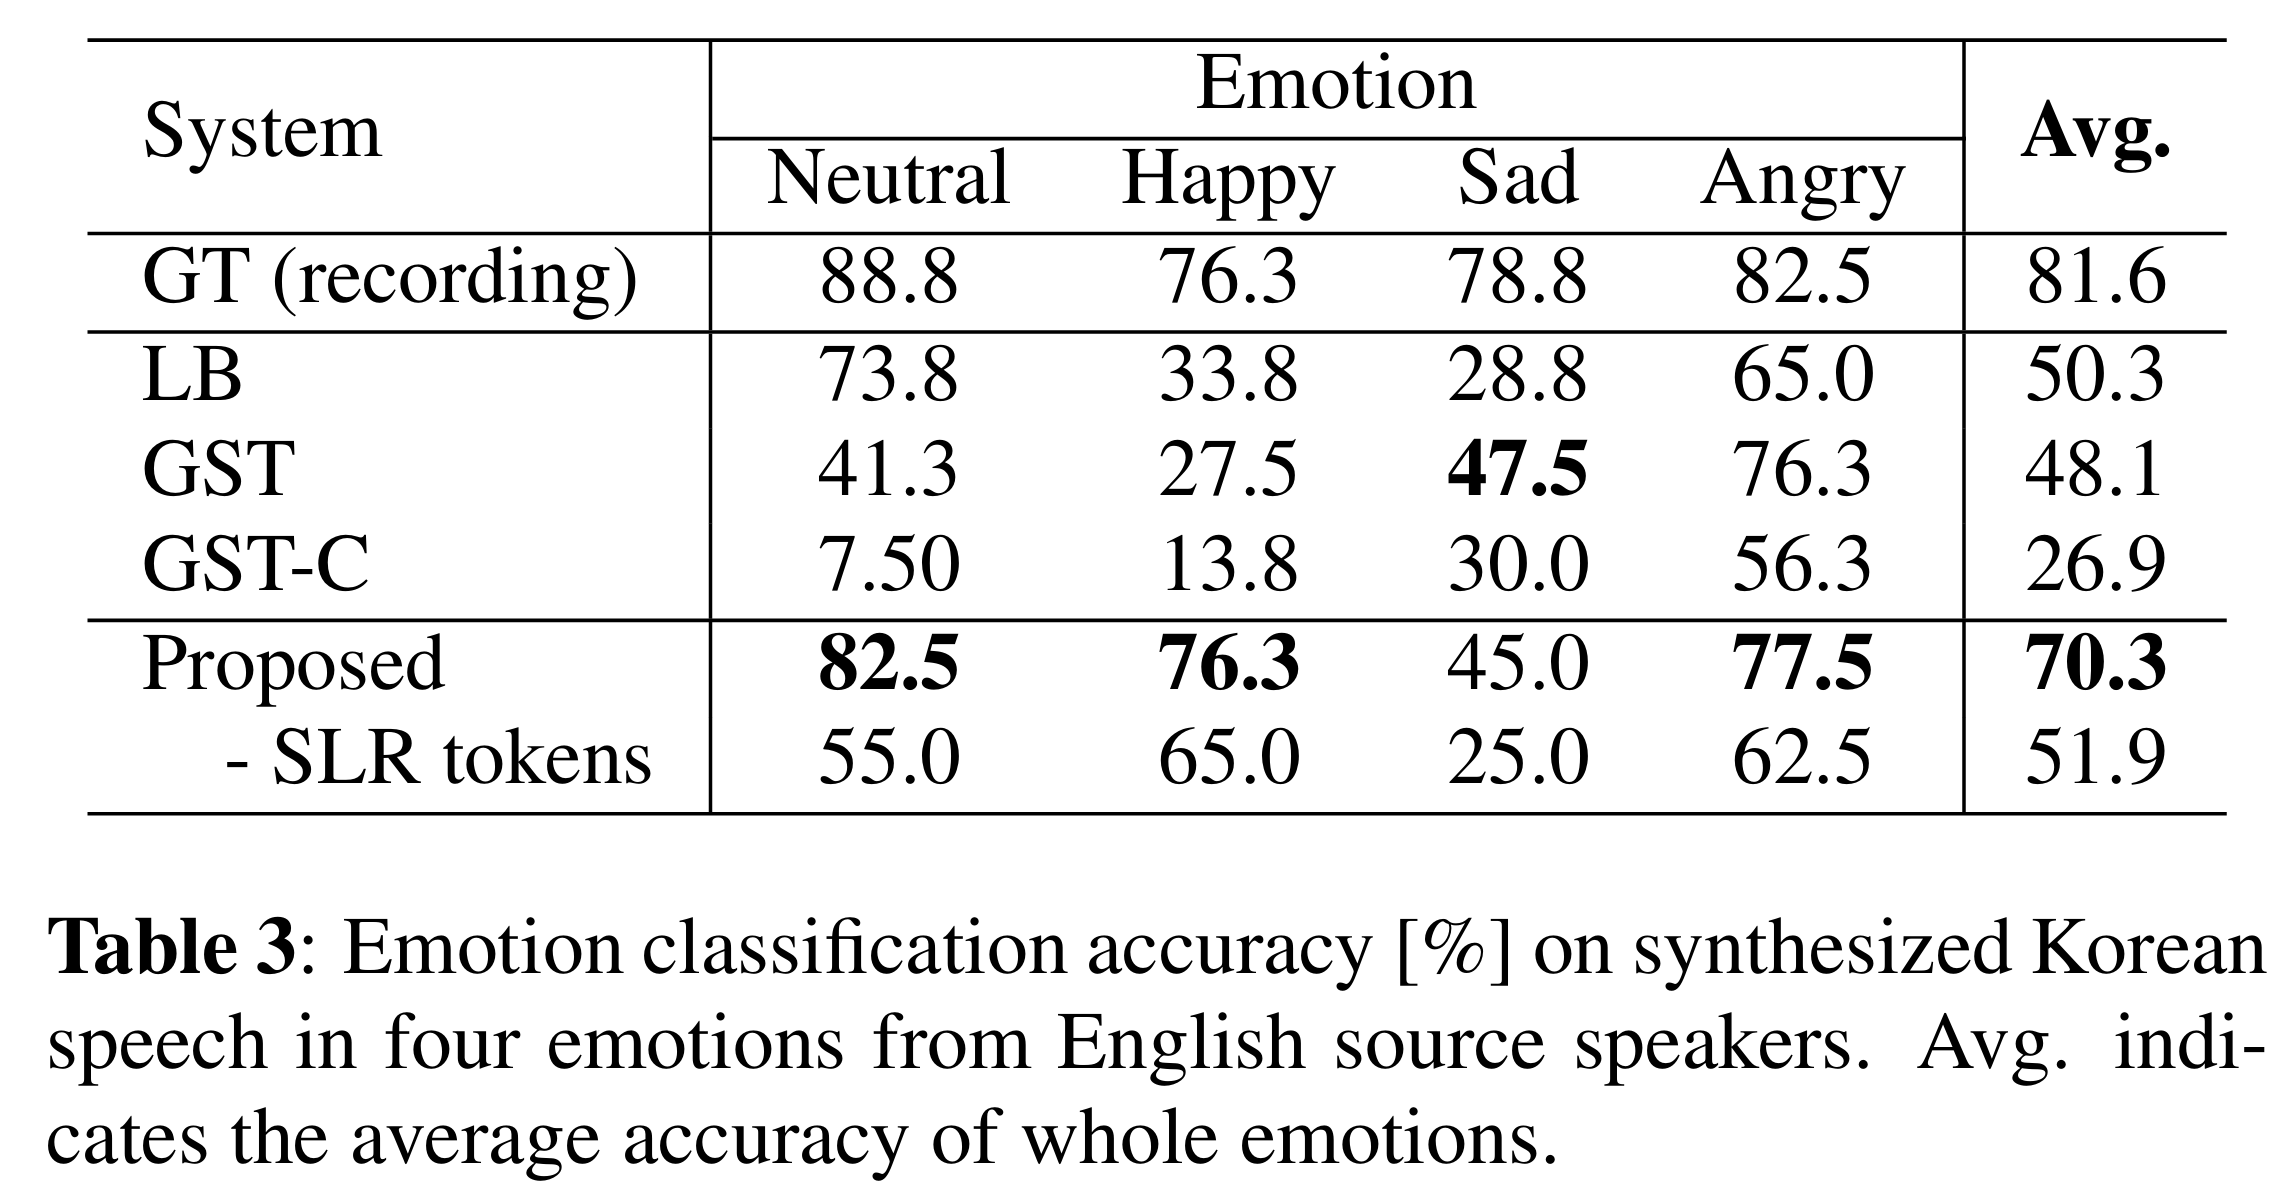 System Emotion Avg.
Neutral Happy Sad Angry
GT (recording) 88.8 76.3 78.8 82.5 81.6
LB 73.8 33.8 28.8 65.0 50.3
GST 41.3 27.5 47.5 76.3 48.1
GST-C 7.50 13.8 30.0 56.3 26.9
Proposed 82.5 76.3 45.0 77.5 70.3
- SLR tokens 55.0 65.0 25.0 62.5 51.9
Table 3: Emotion classification accuracy [%] on synthesized Korean
speech in four emotions from English source speakers. Avg. indi-
cates the average accuracy of whole emotions.